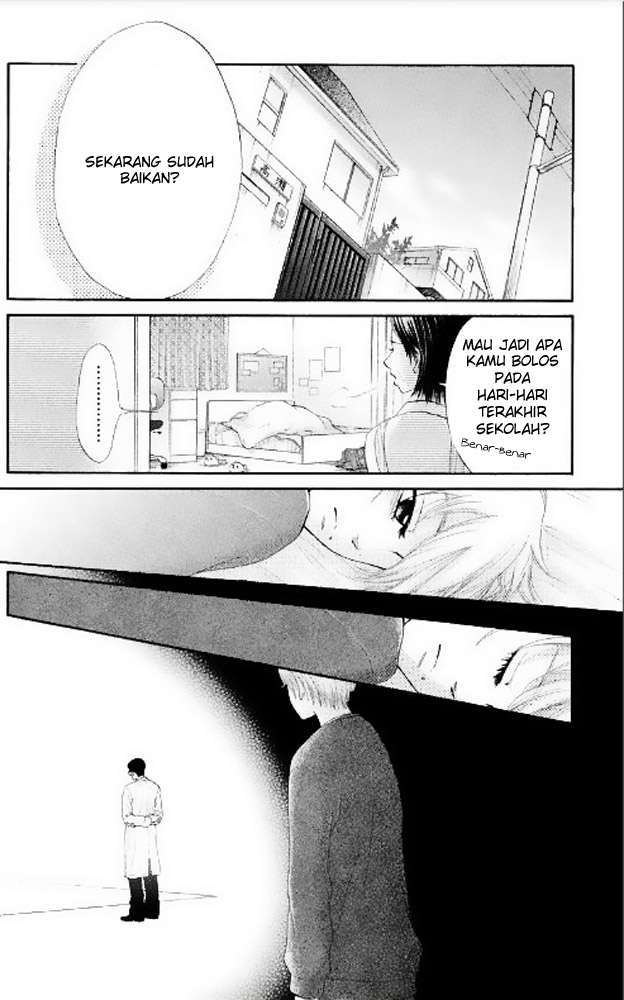 SEKARANG SUDAH
BAIKAN?
MAU JADI APA
KAMU BOLOS
PADA
HARI-HARI
TERAKHIR
SEKOLAH?
Benar-Benar
..........